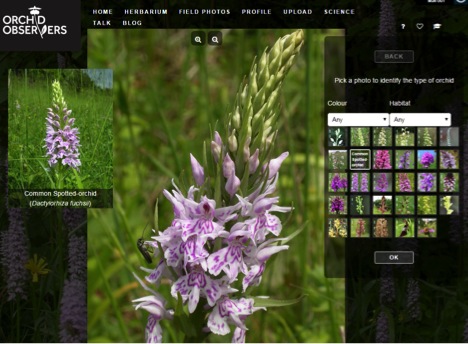 ORCHID
OBSERVERS
HOME HERBARIUM FIELD PHOTOS PROFILE UPLOAD SCIENCE
TALK BLOG
?
BACK
Pick a photo to identify the type of orchid
Colour Habitat
Any Any
Common
Spotted-
orchid
Common Spotted-orchid
(Dactylorhiza fuchsii)
OK